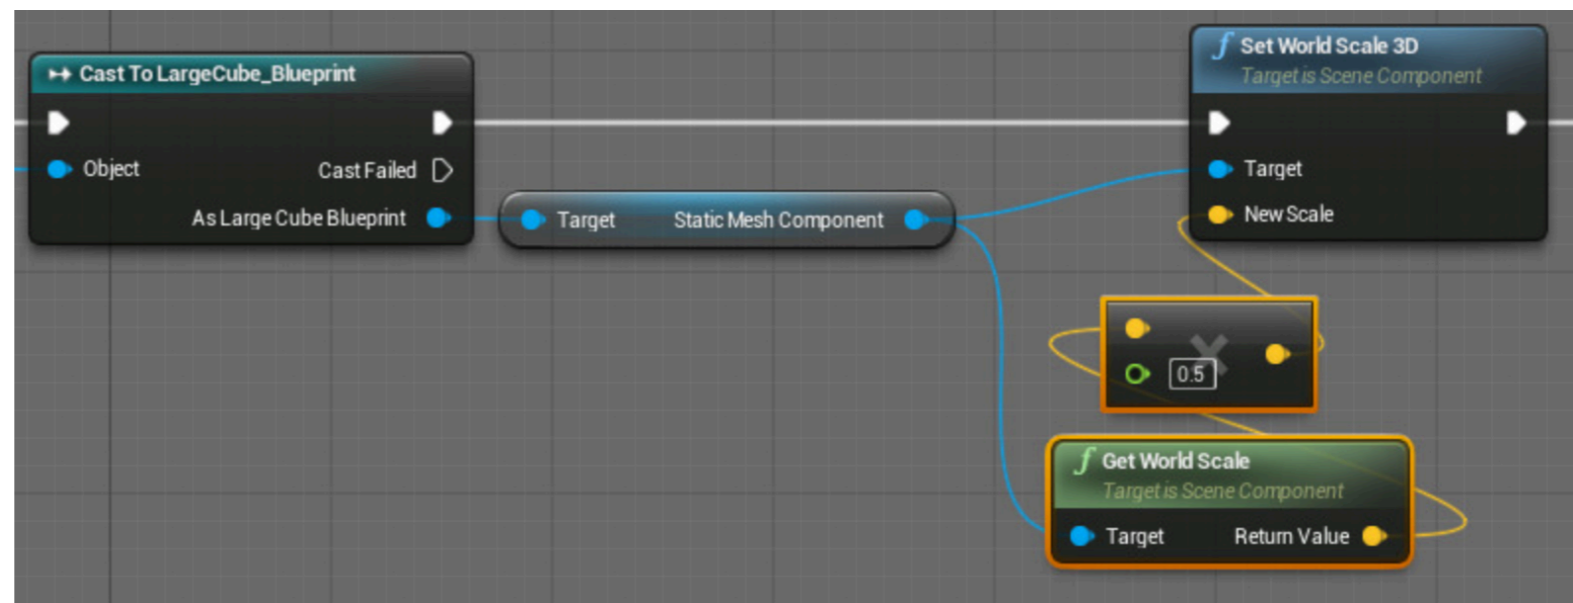 Cast To LargeCube_Blueprint
Object
Cast Failed
As Large Cube Blueprint
Target
Static Mesh Component
f Set World Scale 3D
Target is Scene Component
Target
New Scale
0.5
f Get World Scale
Target is Scene Component
Target
Return Value